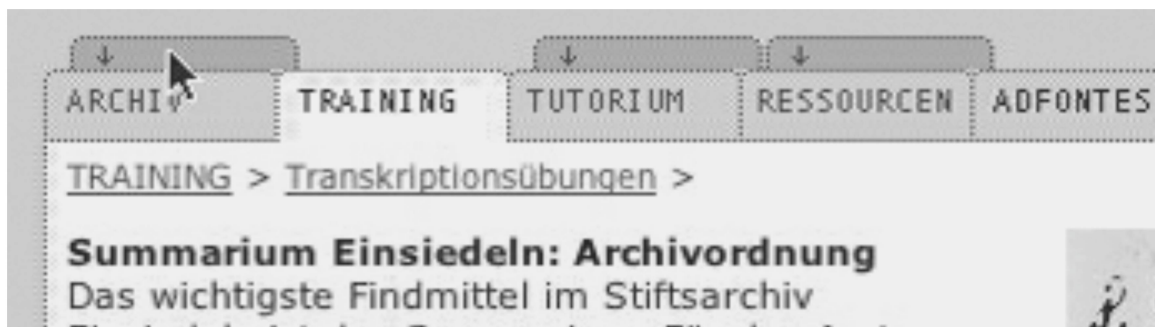 ARCHIV TRAINING TUTORIUM RESSOURCEN ADFONTES
TRAINING > Transkriptionsübungen >
Summarium Einsiedeln: Archivordnung
Das wichtigste Findmittel im Stiftsarchiv